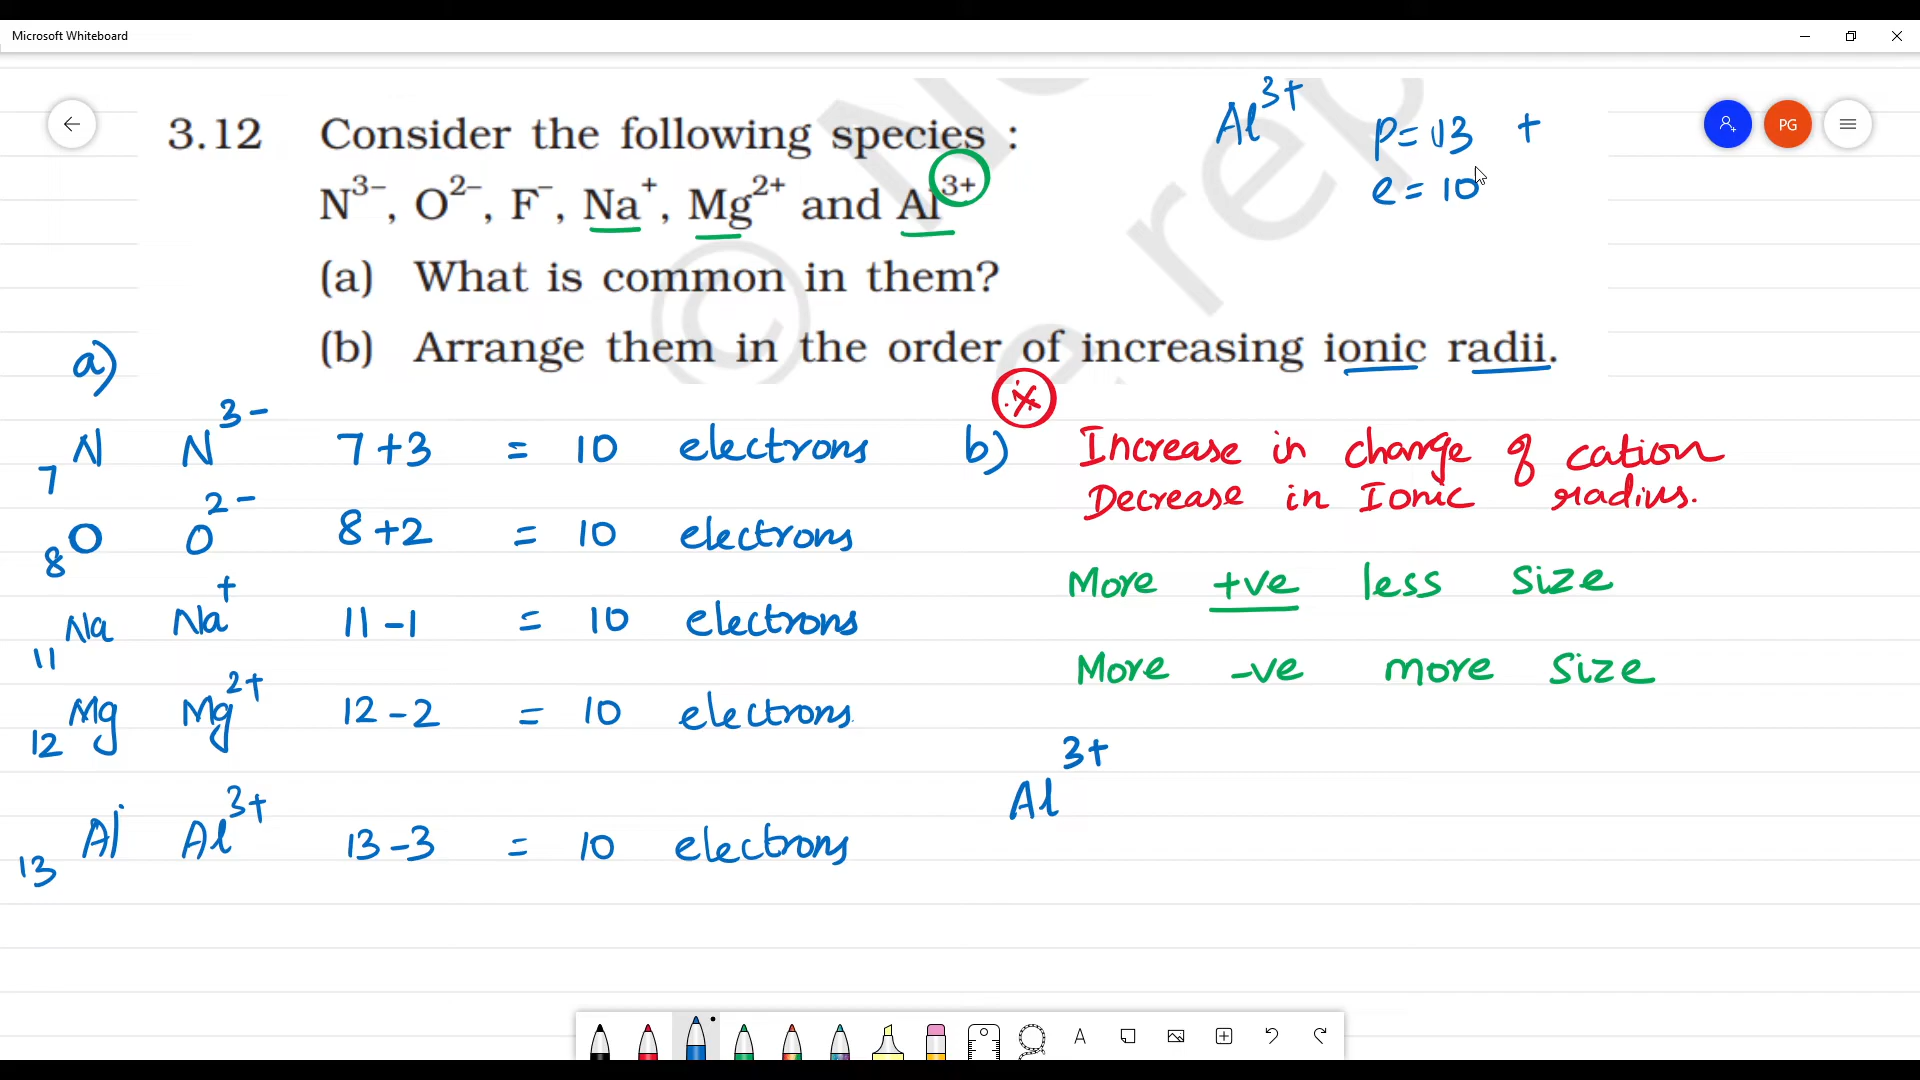 Microsoft Whiteboard
3.12 Consider the following species :
N³⁻, O²⁻, F⁻, Na⁺, Mg²⁺ and Al³⁺
(a) What is common in them?
(b) Arrange them in the order of increasing ionic radii.
Al³⁺ p = 13 +
e = 10
PG
a)
₇N N³⁻ 7+3 = 10 electrons
₈O O²⁻ 8+2 = 10 electrons
₁₁Na Na⁺ 11-1 = 10 electrons
₁₂Mg Mg²⁺ 12-2 = 10 electrons
₁₃Al Al³⁺ 13-3 = 10 electrons
b) Increase in change of cation
Decrease in Ionic radius.
More +ve less size
More -ve more size
Al³⁺
A